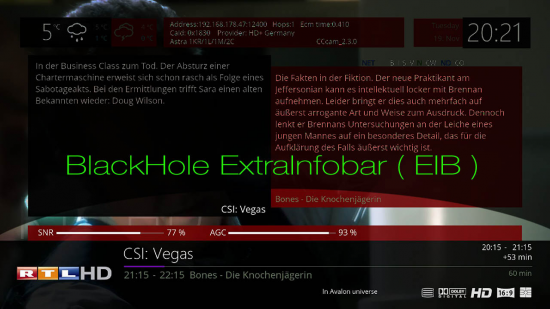 5°C
Address:192.168.178.47:12400 Hops:1 Ecm time:0.410
Caid: 0x1830 Provider: HD+ Germany
Astra 1KR/1L/1M/2C CCcam_2.3.0
Tuesday
20:21
In der Business Class zum Tod. Der Absturz einer
Chartermaschine erweist sich schon rasch als Folge eines
Sabotageakts. Bei den Ermittlungen trifft Sara einen alten
Bekannten wieder: Doug Wilson.
Die Fakten in der Fiktion. Der neue Praktikant am
Jeffersonian kann es intellektuell locker mit Brennan
aufnehmen. Leider bringt er dies auch mehrfach auf
äußerst arrogante Art und Weise zum Ausdruck. Dennoch
lenkt er Brennans Untersuchungen an der Leiche eines
jungen Mannes auf ein besonderes Detail, das für die
Aufklärung des Falls äußerst wichtig ist.
BlackHole ExtraInfobar ( EIB )
Bones - Die Knochenjägerin
CSI: Vegas
SNR 77 % AGC 93 %
CSI: Vegas
20:15 - 21:15
+53 min
RTL HD
21:15 - 22:15 Bones - Die Knochenjägerin
60 min
In Avalon universe
DOLBY DIGITAL HD 16:9